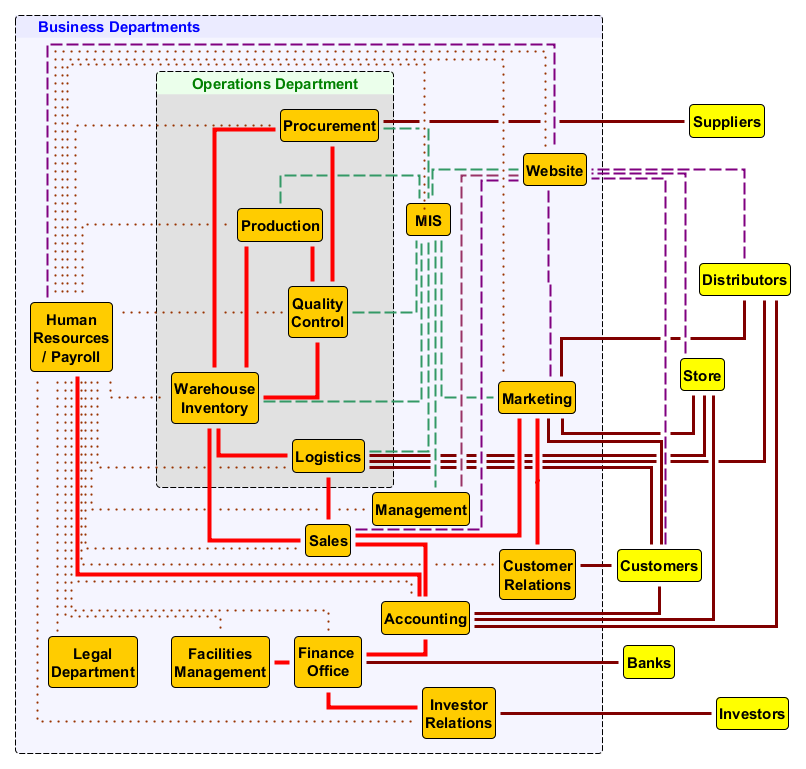 Business Departments
Operations Department
Procurement
Suppliers
Website
Production
MIS
Distributors
Quality
Control
Human
Resources
/ Payroll
Store
Warehouse
Inventory
Marketing
Logistics
Management
Sales
Customer
Relations
Customers
Accounting
Legal
Department
Facilities
Management
Finance
Office
Banks
Investor
Relations
Investors